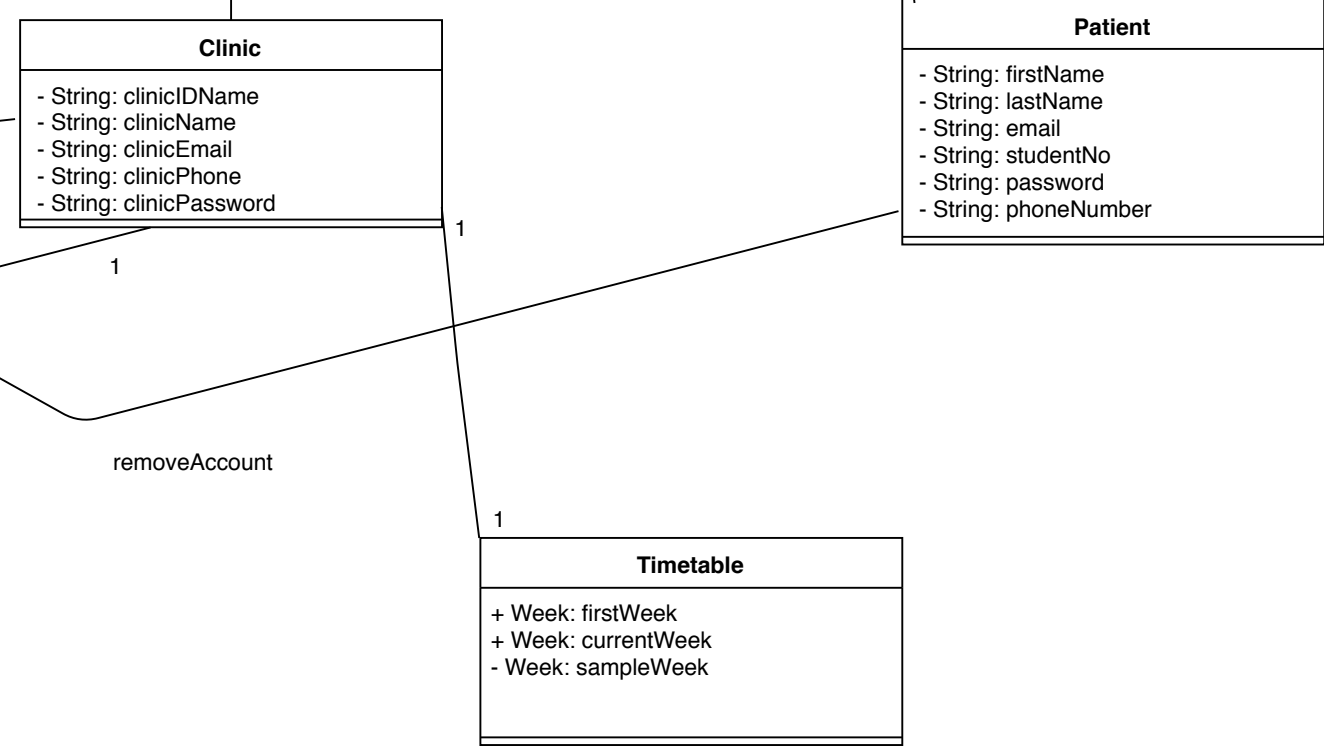 Clinic
- String: clinicIDName
- String: clinicName
- String: clinicEmail
- String: clinicPhone
- String: clinicPassword
Patient
- String: firstName
- String: lastName
- String: email
- String: studentNo
- String: password
- String: phoneNumber
1
1
removeAccount
1
Timetable
+ Week: firstWeek
+ Week: currentWeek
- Week: sampleWeek